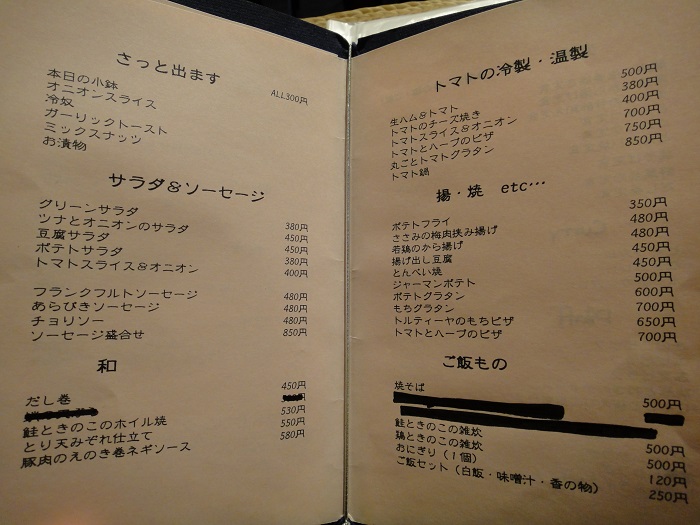 さっと出ます
ALL300円
本日の小鉢
オニオンスライス
冷奴
ガーリックトースト
ミックスナッツ
お漬物
サラダ&ソーセージ
グリーンサラダ 380円
ツナとオニオンのサラダ 450円
豆腐サラダ 450円
ポテトサラダ 380円
トマトスライス&オニオン 400円
フランクフルトソーセージ 480円
あらびきソーセージ 480円
チョリソー 480円
ソーセージ盛合せ 850円
和
だし巻 450円
鮭ときのこのホイル焼 530円
とり天みぞれ仕立て 550円
豚肉のえのき巻ネギソース 580円
トマトの冷製・温製
生ハム&トマト 500円
トマトのチーズ焼き 380円
トマトスライス&オニオン 400円
トマトとハーブのピザ 700円
丸ごとトマトグラタン 750円
トマト鍋 850円
揚・焼 etc…
ポテトフライ 350円
ささみの梅肉挟み揚げ 480円
若鶏のから揚げ 480円
揚げ出し豆腐 450円
とんぺい焼 450円
ジャーマンポテト 500円
ポテトグラタン 600円
もちグラタン 700円
トルティーヤのもちピザ 650円
トマトとハーブのピザ 700円
ご飯もの
焼そば 500円
鮭ときのこの雑炊 500円
鶏ときのこの雑炊 500円
おにぎり(1個) 120円
ご飯セット(白飯・味噌汁・香の物) 250円